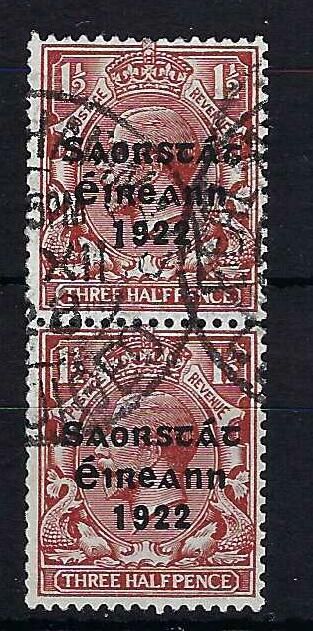 1½ 1½
POSTAGE REVENUE
Saorstát
Éireann
1922
THREE HALFPENCE
1½ 1½
POSTAGE REVENUE
Saorstát
Éireann
1922
THREE HALFPENCE